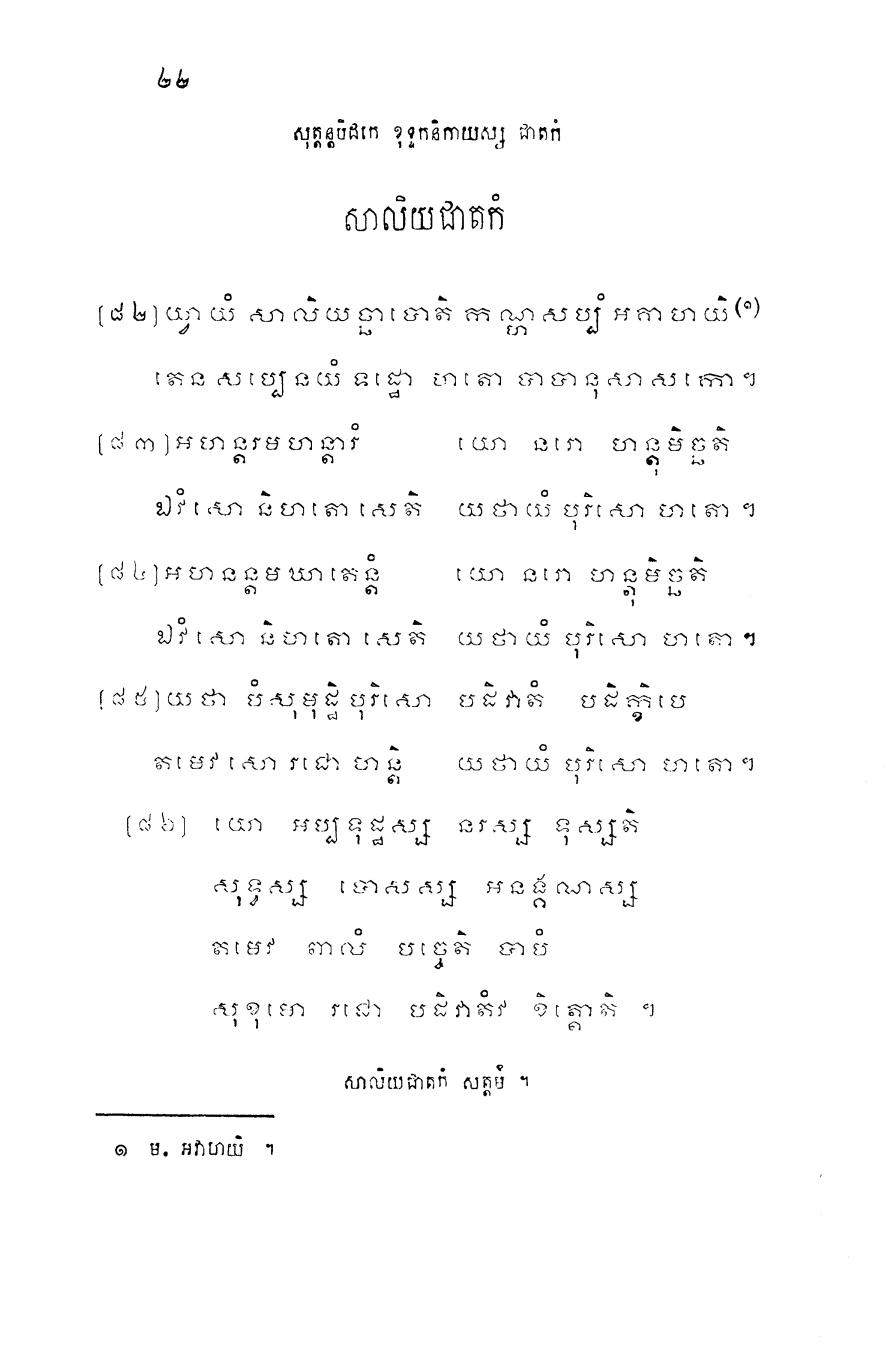 ២២
សុត្តន្តបិដកេ ខុទ្ទកនិកាយស្ស ជាតកំ
សាលិយជាតកំ
(៨២) យ្វាយំ សាលិយច្ឆាបោតិ កណ្ហសប្បំ អគាហយិ(១)
តេន សប្បេនយំ ទដ្ឋោ ហតោ បាបានុសាសកោ។
(៨៣) អហន្តរមហន្តារំ យោ នរោ ហន្តុមិច្ឆតិ
ឯវំ សោ និហតោ សេតិ យថាយំ បុរិសោ ហតោ។
(៨៤) អហនន្តមឃាតេន្តំ យោ នរោ ហន្តុមិច្ឆតិ
ឯវំ សោ និហតោ សេតិ យថាយំ បុរិសោ ហតោ។
(៨៥) យថា បំសុមុដ្ឋិំ បុរិសោ បដិវាតំ បដិក្ខិបេ
តមេវ សោ រជោ ហន្តិ យថាយំ បុរិសោ ហតោ។
(៨៦) យោ អប្បទុដ្ឋស្ស នរស្ស ទុស្សតិ
សុទ្ធស្ស បោសស្ស អនង្គណស្ស
តមេវ ពាលំ បច្ចេតិ បាបំ
សុខុមោ រជោ បដិវាតំវ ខិត្តោតិ ។
សាលិយជាតកំ សត្តមំ ។
១ ម. អវាហយិ ។